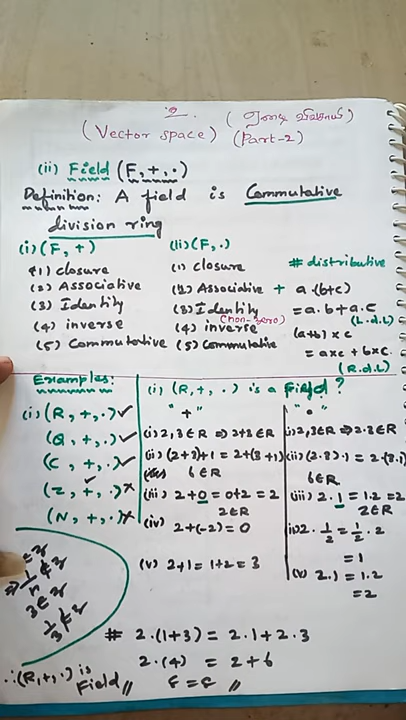 2.
(Vector space) (Part-2)
(ii) Field (F, +, .)
Definition: A field is Commutative
division ring
(i) (F, +)
(1) closure
(2) Associative
(3) Identity
(4) inverse
(5) Commutative
(ii) (F, .)
(1) closure
(2) Associative +
(3) Identity
(non-zero)
(4) inverse
(5) Commutative
# distributive
a.(b+c)
= a.b+a.c
(L.d.L)
(a+b) x c
= axc + bxc
(R.d.L)
Examples:
(i) (R, +, .) ✓
(Q, +, .) ✓
(C, +, .) ✓
(Z, +, .) ×
(N, +, .) ×
(i) (R, +, .) is a Field ?
" + "
(i) 2,3 ∈ R ⇒ 2+3 ∈ R
(ii) (2+3)+1 = 2+(3+1)
6 ∈ R
(iii) 2+0 = 0+2 = 2
2 ∈ R
(iv) 2+(-2) = 0
(v) 2+1 = 1+2 = 3
" . "
(i) 2,3 ∈ R ⇒ 2.3 ∈ R
(ii) (2.3).1 = 2.(3.1)
6 ∈ R
(iii) 2.1 = 1.2 = 2
2 ∈ R
(iv) 2.1/2 = 1/2.2
= 1
(v) 2.1 = 1.2
= 2
# 2.(1+3) = 2.1+2.3
2.(4) = 2+6
8 = 8 //
∴ (R, +, .) is
Field //